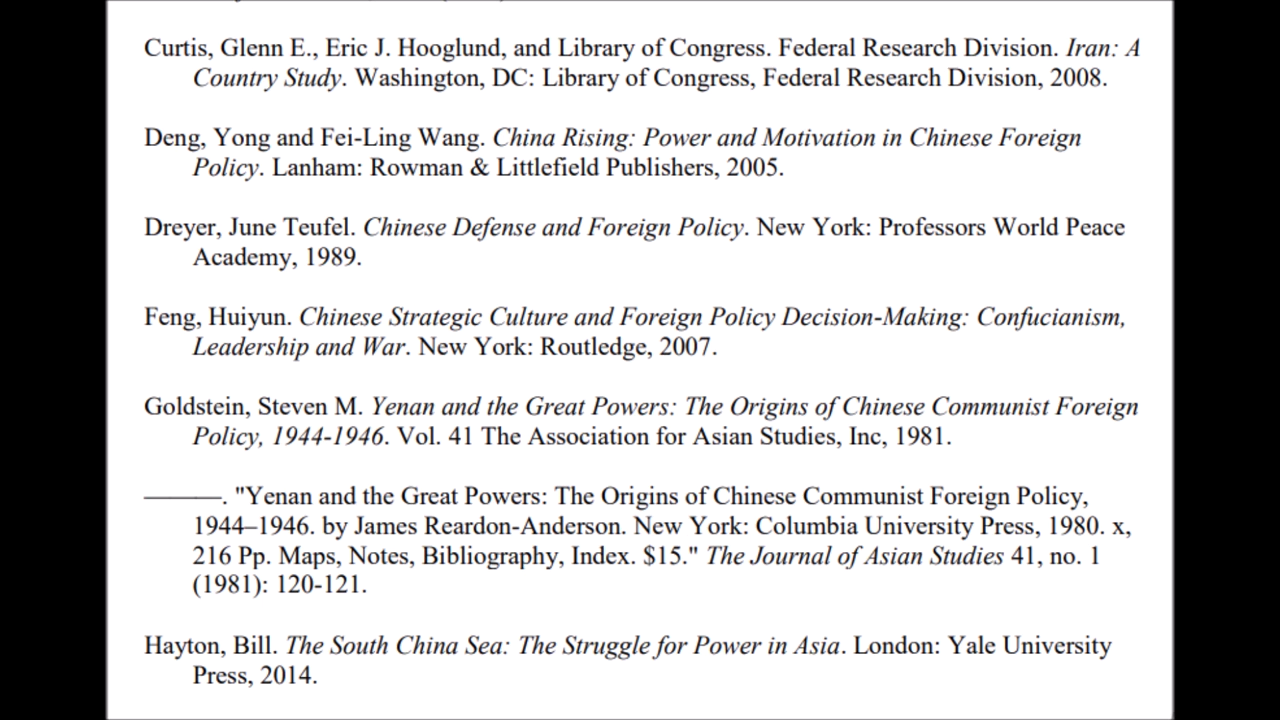 Curtis, Glenn E., Eric J. Hooglund, and Library of Congress. Federal Research Division. Iran: A
Country Study. Washington, DC: Library of Congress, Federal Research Division, 2008.
Deng, Yong and Fei-Ling Wang. China Rising: Power and Motivation in Chinese Foreign
Policy. Lanham: Rowman & Littlefield Publishers, 2005.
Dreyer, June Teufel. Chinese Defense and Foreign Policy. New York: Professors World Peace
Academy, 1989.
Feng, Huiyun. Chinese Strategic Culture and Foreign Policy Decision-Making: Confucianism,
Leadership and War. New York: Routledge, 2007.
Goldstein, Steven M. Yenan and the Great Powers: The Origins of Chinese Communist Foreign
Policy, 1944-1946. Vol. 41 The Association for Asian Studies, Inc, 1981.
———. "Yenan and the Great Powers: The Origins of Chinese Communist Foreign Policy,
1944–1946. by James Reardon-Anderson. New York: Columbia University Press, 1980. x,
216 Pp. Maps, Notes, Bibliography, Index. $15." The Journal of Asian Studies 41, no. 1
(1981): 120-121.
Hayton, Bill. The South China Sea: The Struggle for Power in Asia. London: Yale University
Press, 2014.